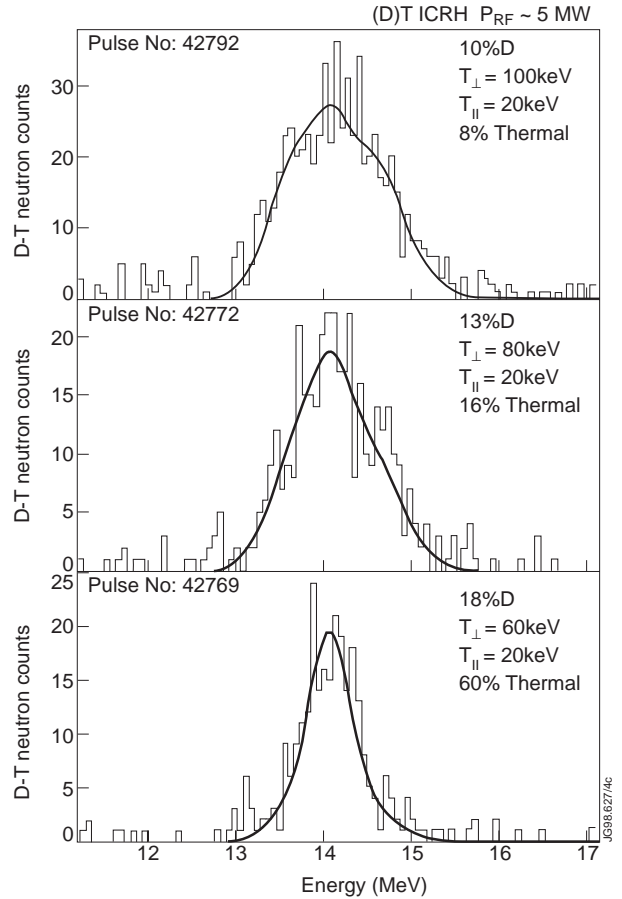 (D)T ICRH P_RF ~ 5 MW
Pulse No: 42792
10%D
T⊥ = 100keV
T|| = 20keV
8% Thermal
D-T neutron counts
30
20
10
0
Pulse No: 42772
13%D
T⊥ = 80keV
T|| = 20keV
16% Thermal
D-T neutron counts
20
15
10
5
0
Pulse No: 42769
18%D
T⊥ = 60keV
T|| = 20keV
60% Thermal
D-T neutron counts
25
20
15
10
5
0
12 13 14 15 16 17
Energy (MeV)
JG98.627/4c